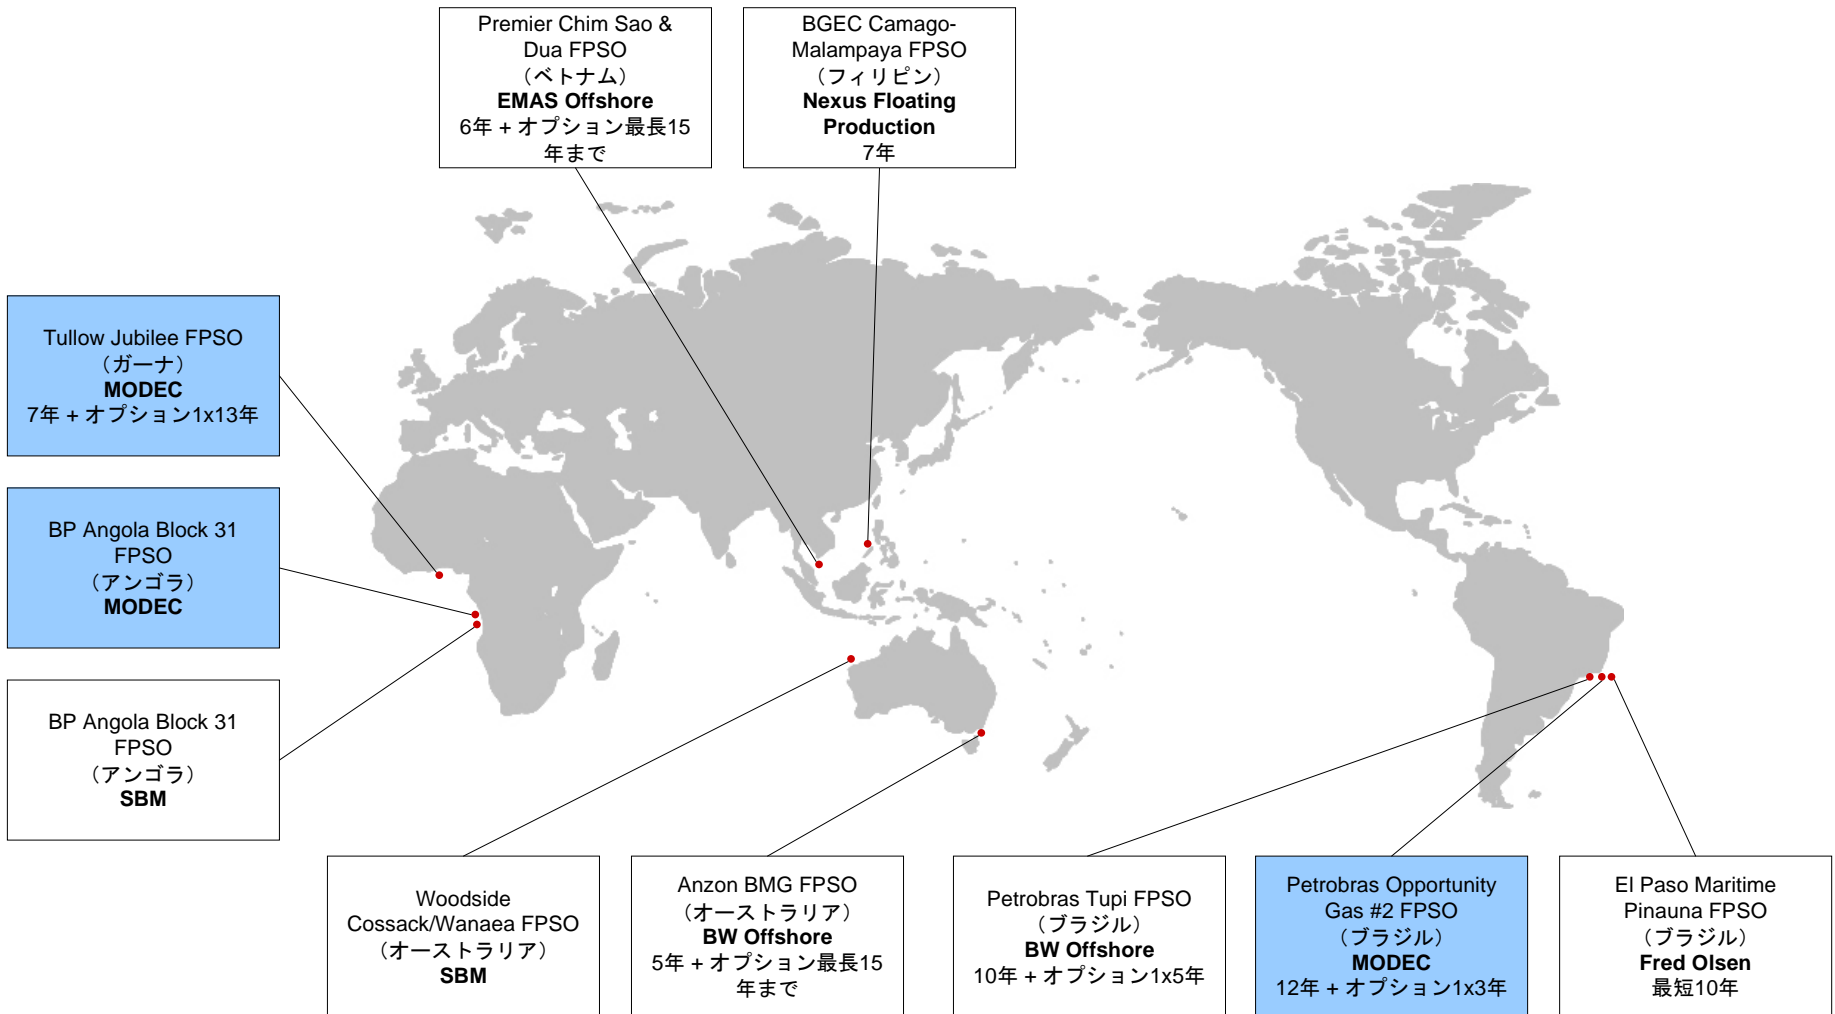 Premier Chim Sao &
Dua FPSO
（ベトナム）
EMAS Offshore
6年 + オプション最長15
年まで
BGEC Camago-
Malampaya FPSO
（フィリピン）
Nexus Floating
Production
7年
Tullow Jubilee FPSO
（ガーナ）
MODEC
7年 + オプション1x13年
BP Angola Block 31
FPSO
（アンゴラ）
MODEC
BP Angola Block 31
FPSO
（アンゴラ）
SBM
Woodside
Cossack/Wanaea FPSO
（オーストラリア）
SBM
Anzon BMG FPSO
（オーストラリア）
BW Offshore
5年 + オプション最長15
年まで
Petrobras Tupi FPSO
（ブラジル）
BW Offshore
10年 + オプション1x5年
Petrobras Opportunity
Gas #2 FPSO
（ブラジル）
MODEC
12年 + オプション1x3年
El Paso Maritime
Pinauna FPSO
（ブラジル）
Fred Olsen
最短10年